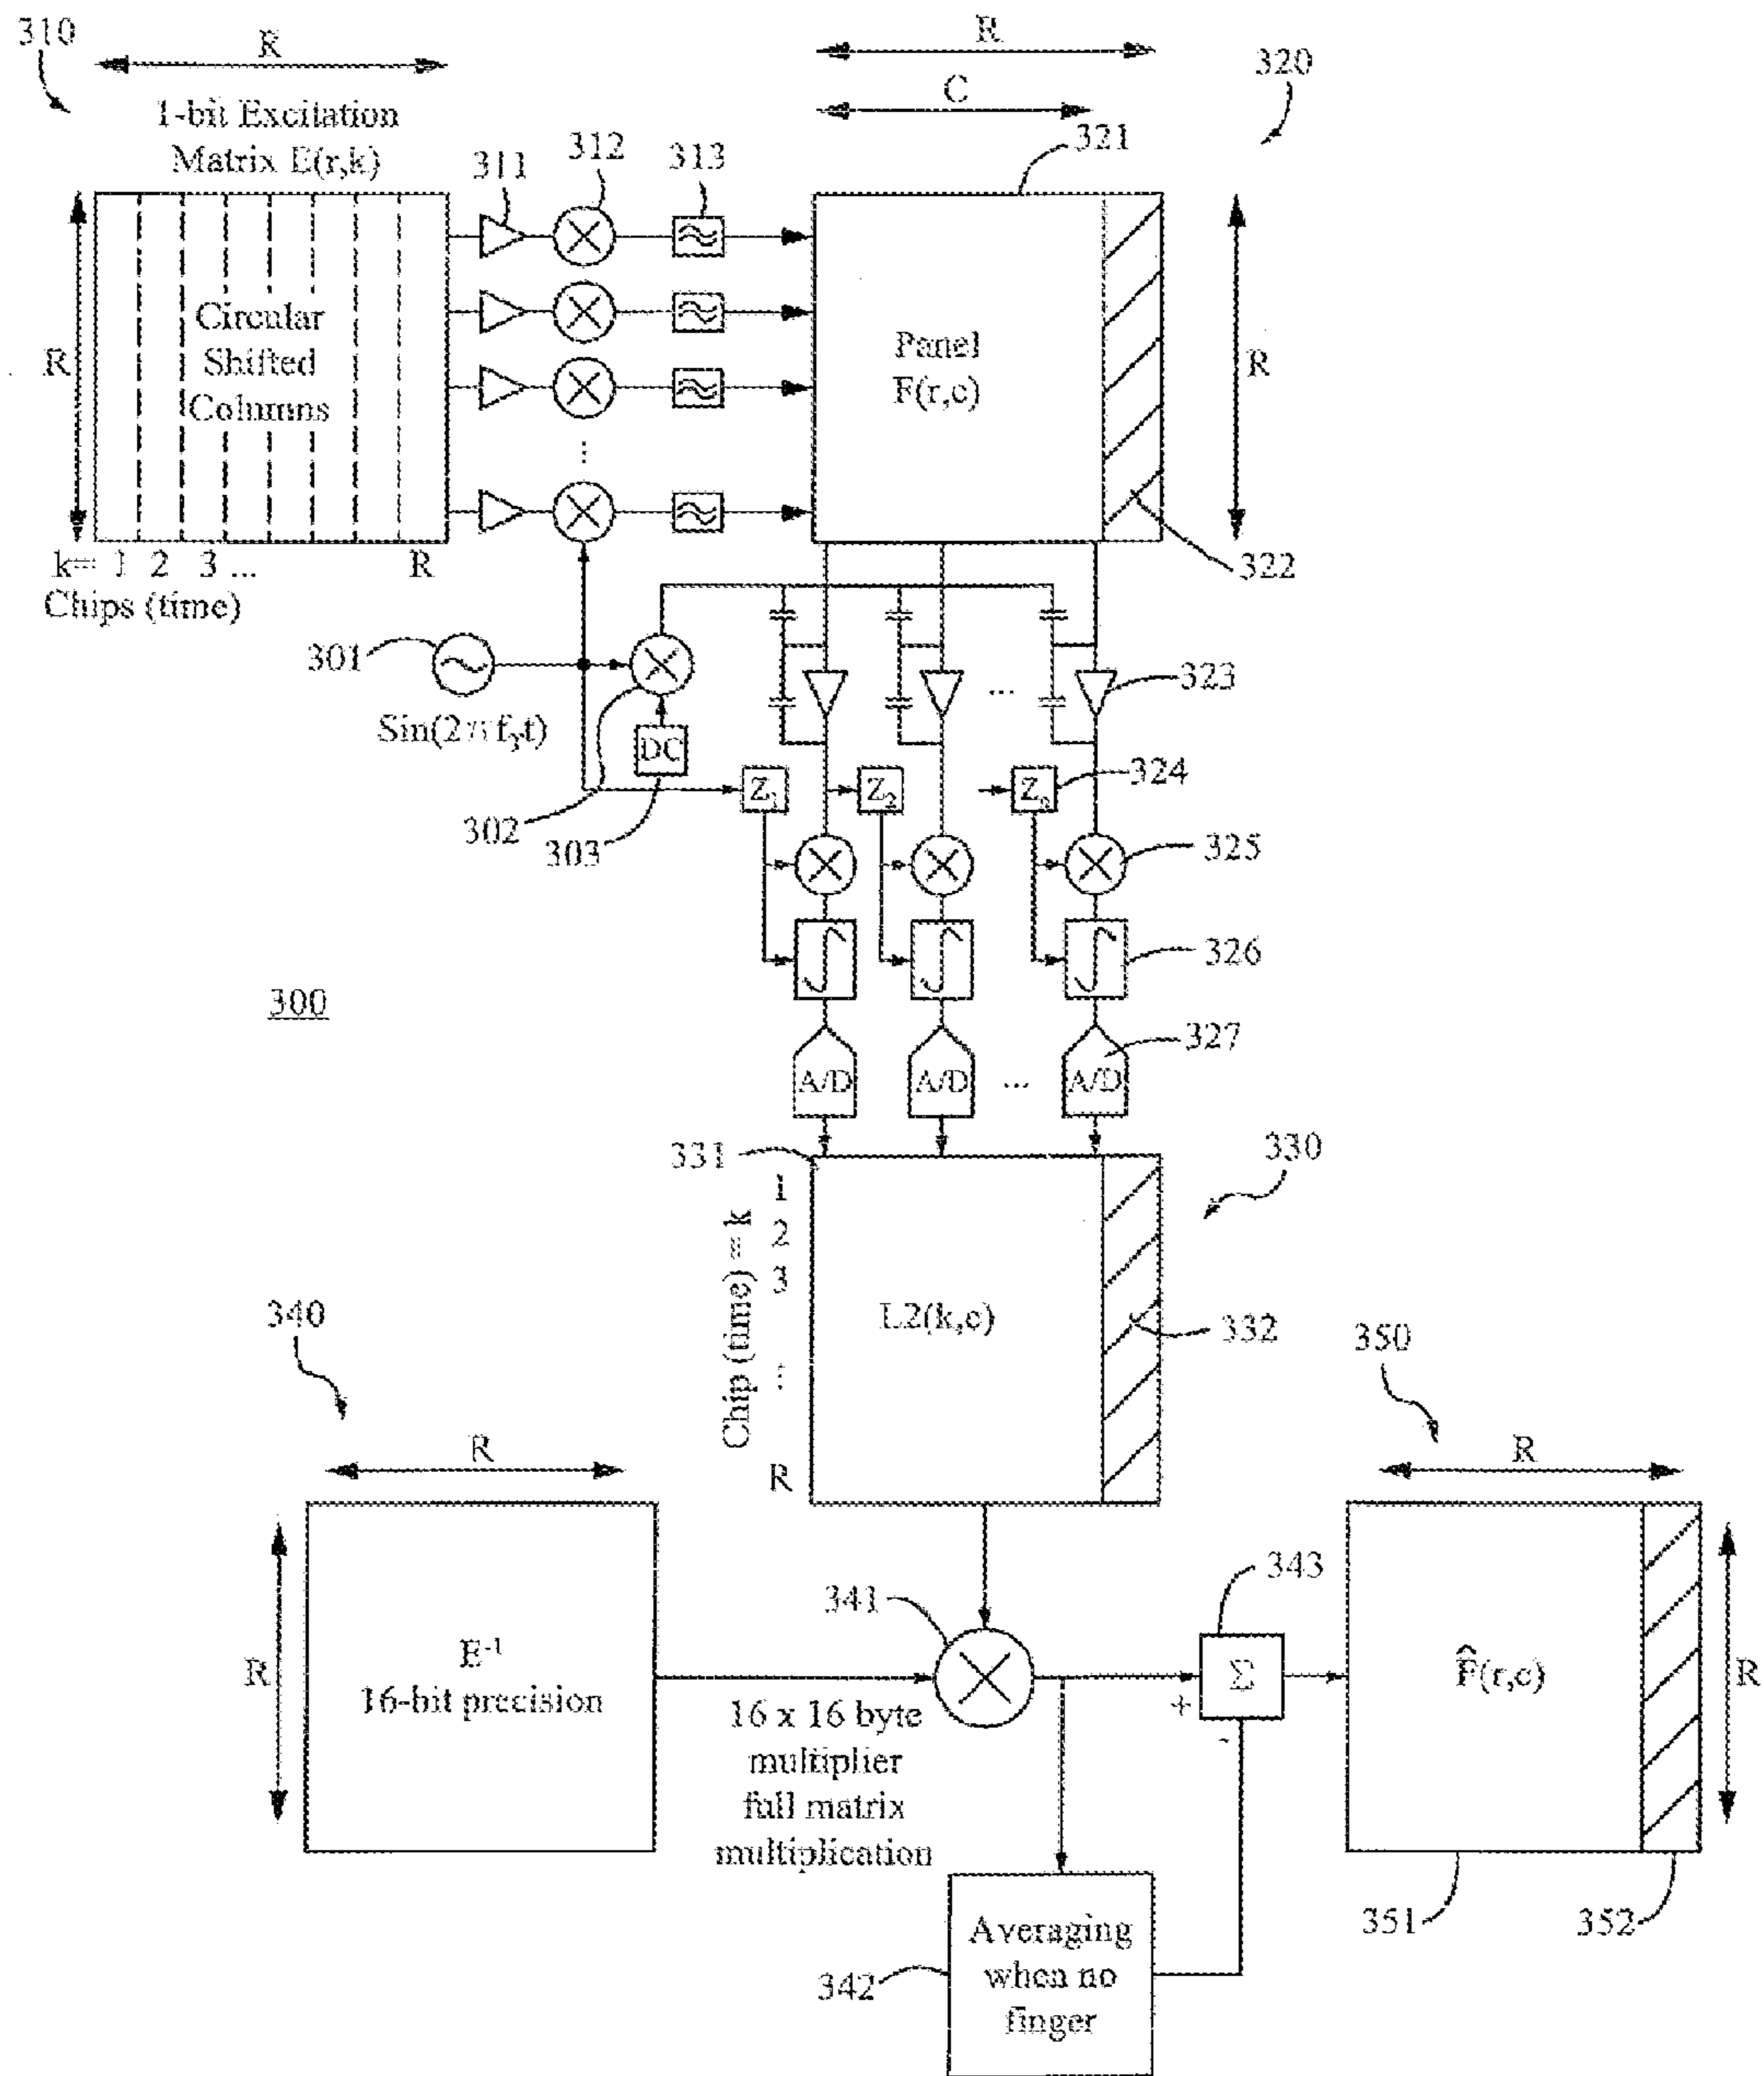 310
R
1-bit Excitation
Matrix E(r,k)
R
C
320
321
311
312
313
R
Circular
Shifted
Columns
Panel
F(r,c)
R
k= 1 2 3 ... R
Chips (time)
322
301
Sin(2πf₁t)
302
DC
303
...
323
Z₁
Z₂
Zₙ
324
325
326
300
A/D
A/D
...
A/D
327
331
330
Chip (time) = k
1
2
3
⋮
R
L2(k,c)
332
340
350
R
R
R
E⁻¹
16-bit precision
341
16 x 16 byte
multiplier
full matrix
multiplication
343
+
Σ
-
F̂(r,c)
R
342
Averaging
when no
finger
351
352